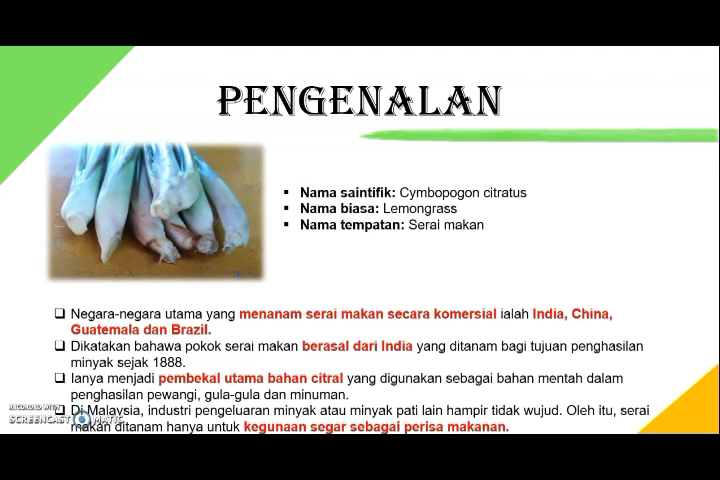 PENGENALAN
▪ Nama saintifik: Cymbopogon citratus
▪ Nama biasa: Lemongrass
▪ Nama tempatan: Serai makan
❑ Negara-negara utama yang menanam serai makan secara komersial ialah India, China,
Guatemala dan Brazil.
❑ Dikatakan bahawa pokok serai makan berasal dari India yang ditanam bagi tujuan penghasilan
minyak sejak 1888.
❑ Ianya menjadi pembekal utama bahan citral yang digunakan sebagai bahan mentah dalam
penghasilan pewangi, gula-gula dan minuman.
❑ Di Malaysia, industri pengeluaran minyak atau minyak pati lain hampir tidak wujud. Oleh itu, serai
makan ditanam hanya untuk kegunaan segar sebagai perisa makanan.
RECORDED WITH
SCREENCAST MATIC